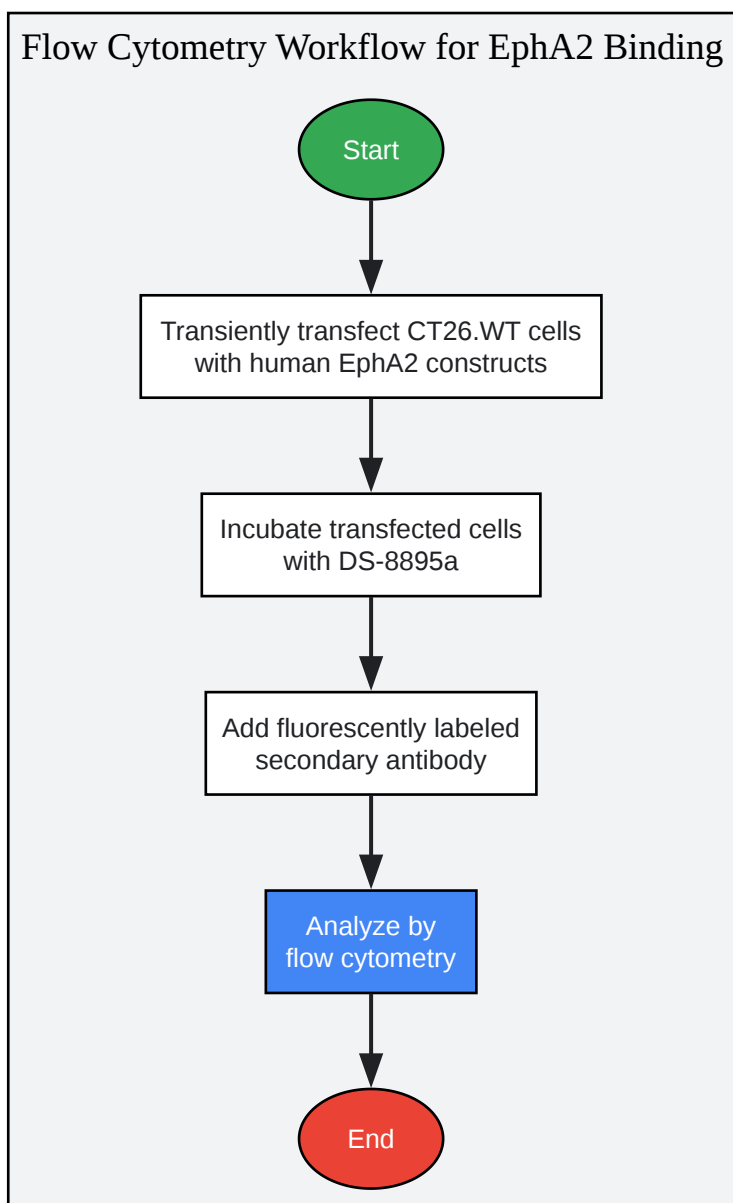 Flow Cytometry Workflow for EphA2 Binding
Start
Transiently transfect CT26.WT cells
with human EphA2 constructs
Incubate transfected cells
with DS-8895a
Add fluorescently labeled
secondary antibody
Analyze by
flow cytometry
End